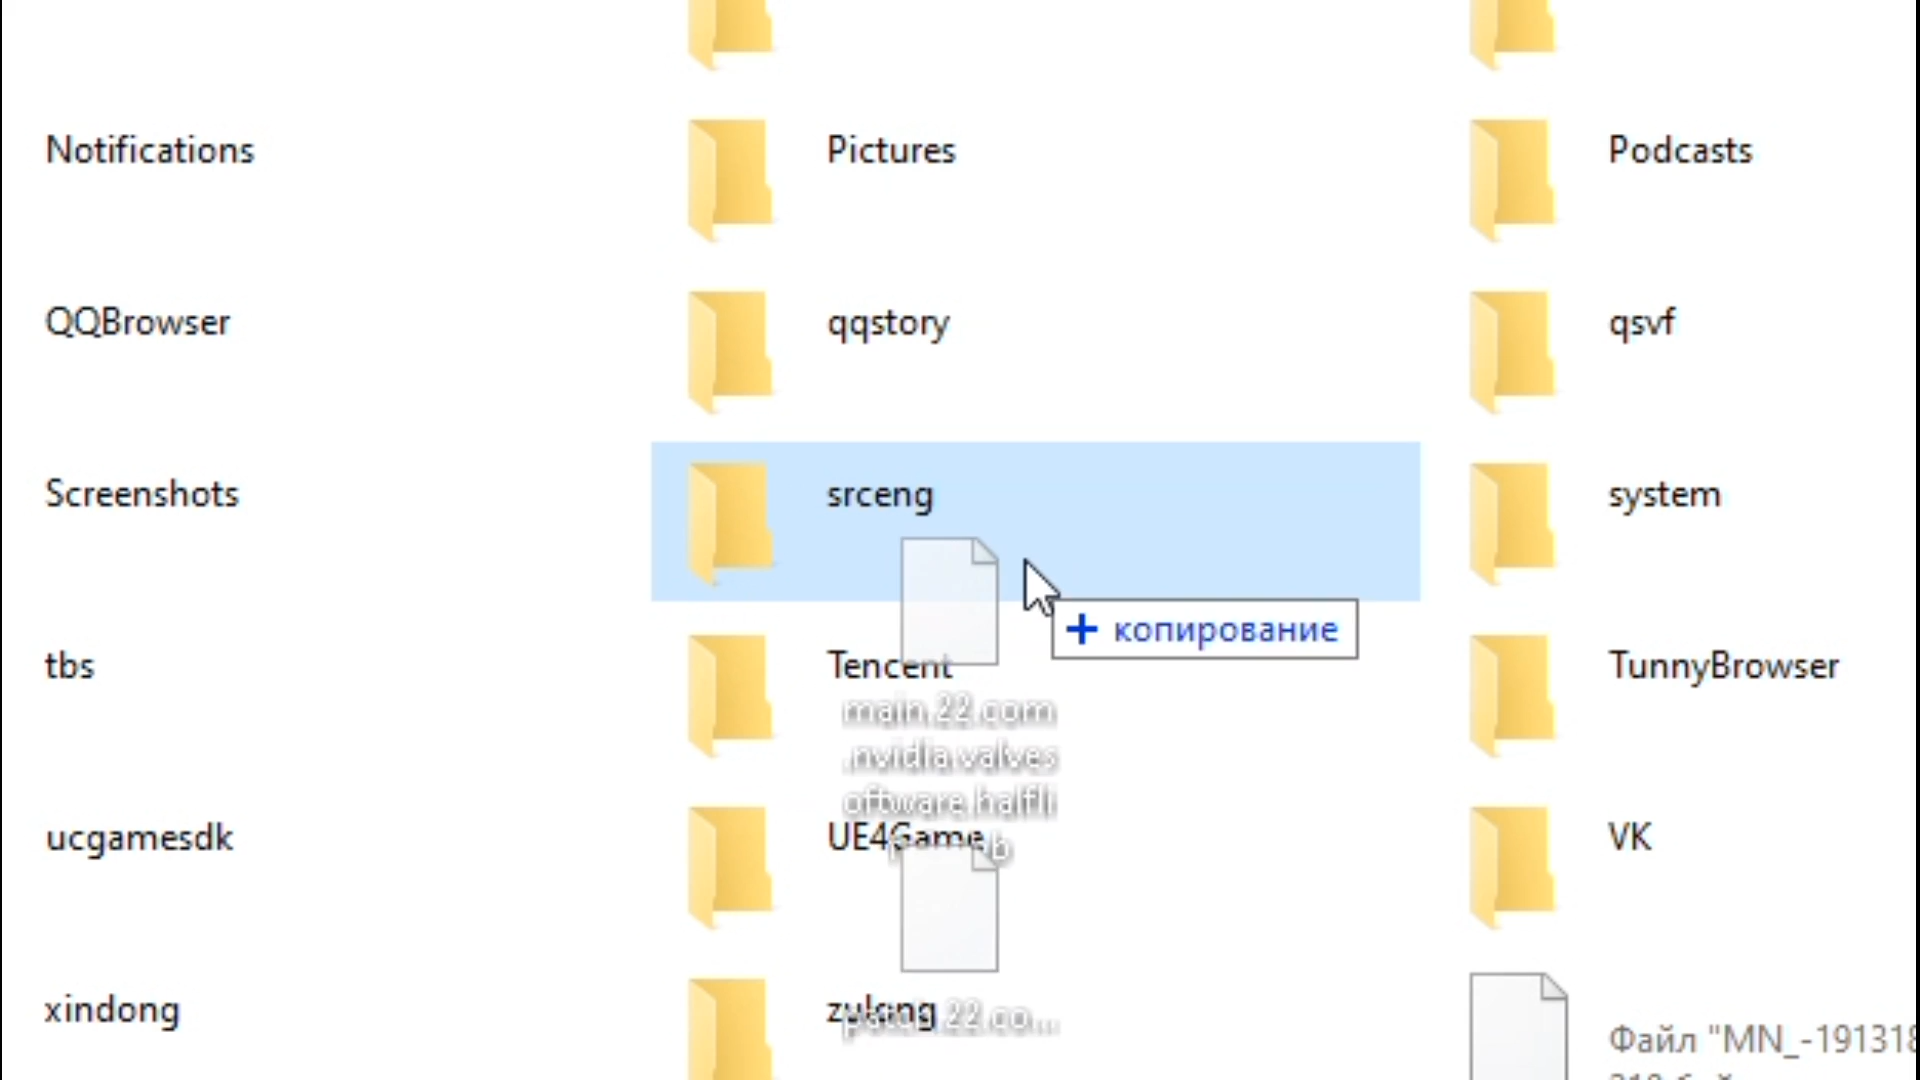 Notifications
Pictures
Podcasts
QQBrowser
qqstory
qsvf
Screenshots
srceng
system
копирование
tbs
Tencent
TunnyBrowser
main.22.com
.nvidia.valves
oftware.halfli
ucgamesdk
UE4Game
VK
xindong
zulong
Файл "MN_-191318